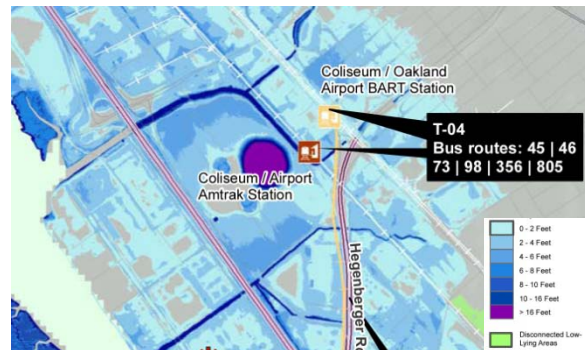 Coliseum / Oakland
Airport BART Station
T-04
Bus routes: 45 | 46
73 | 98 | 356 | 805
Coliseum / Airport
Amtrak Station
Hegenberger
0 - 2 Feet
2 - 4 Feet
4 - 6 Feet
6 - 8 Feet
8 - 10 Feet
10 - 16 Feet
> 16 Feet
Disconnected Low-
Lying Areas